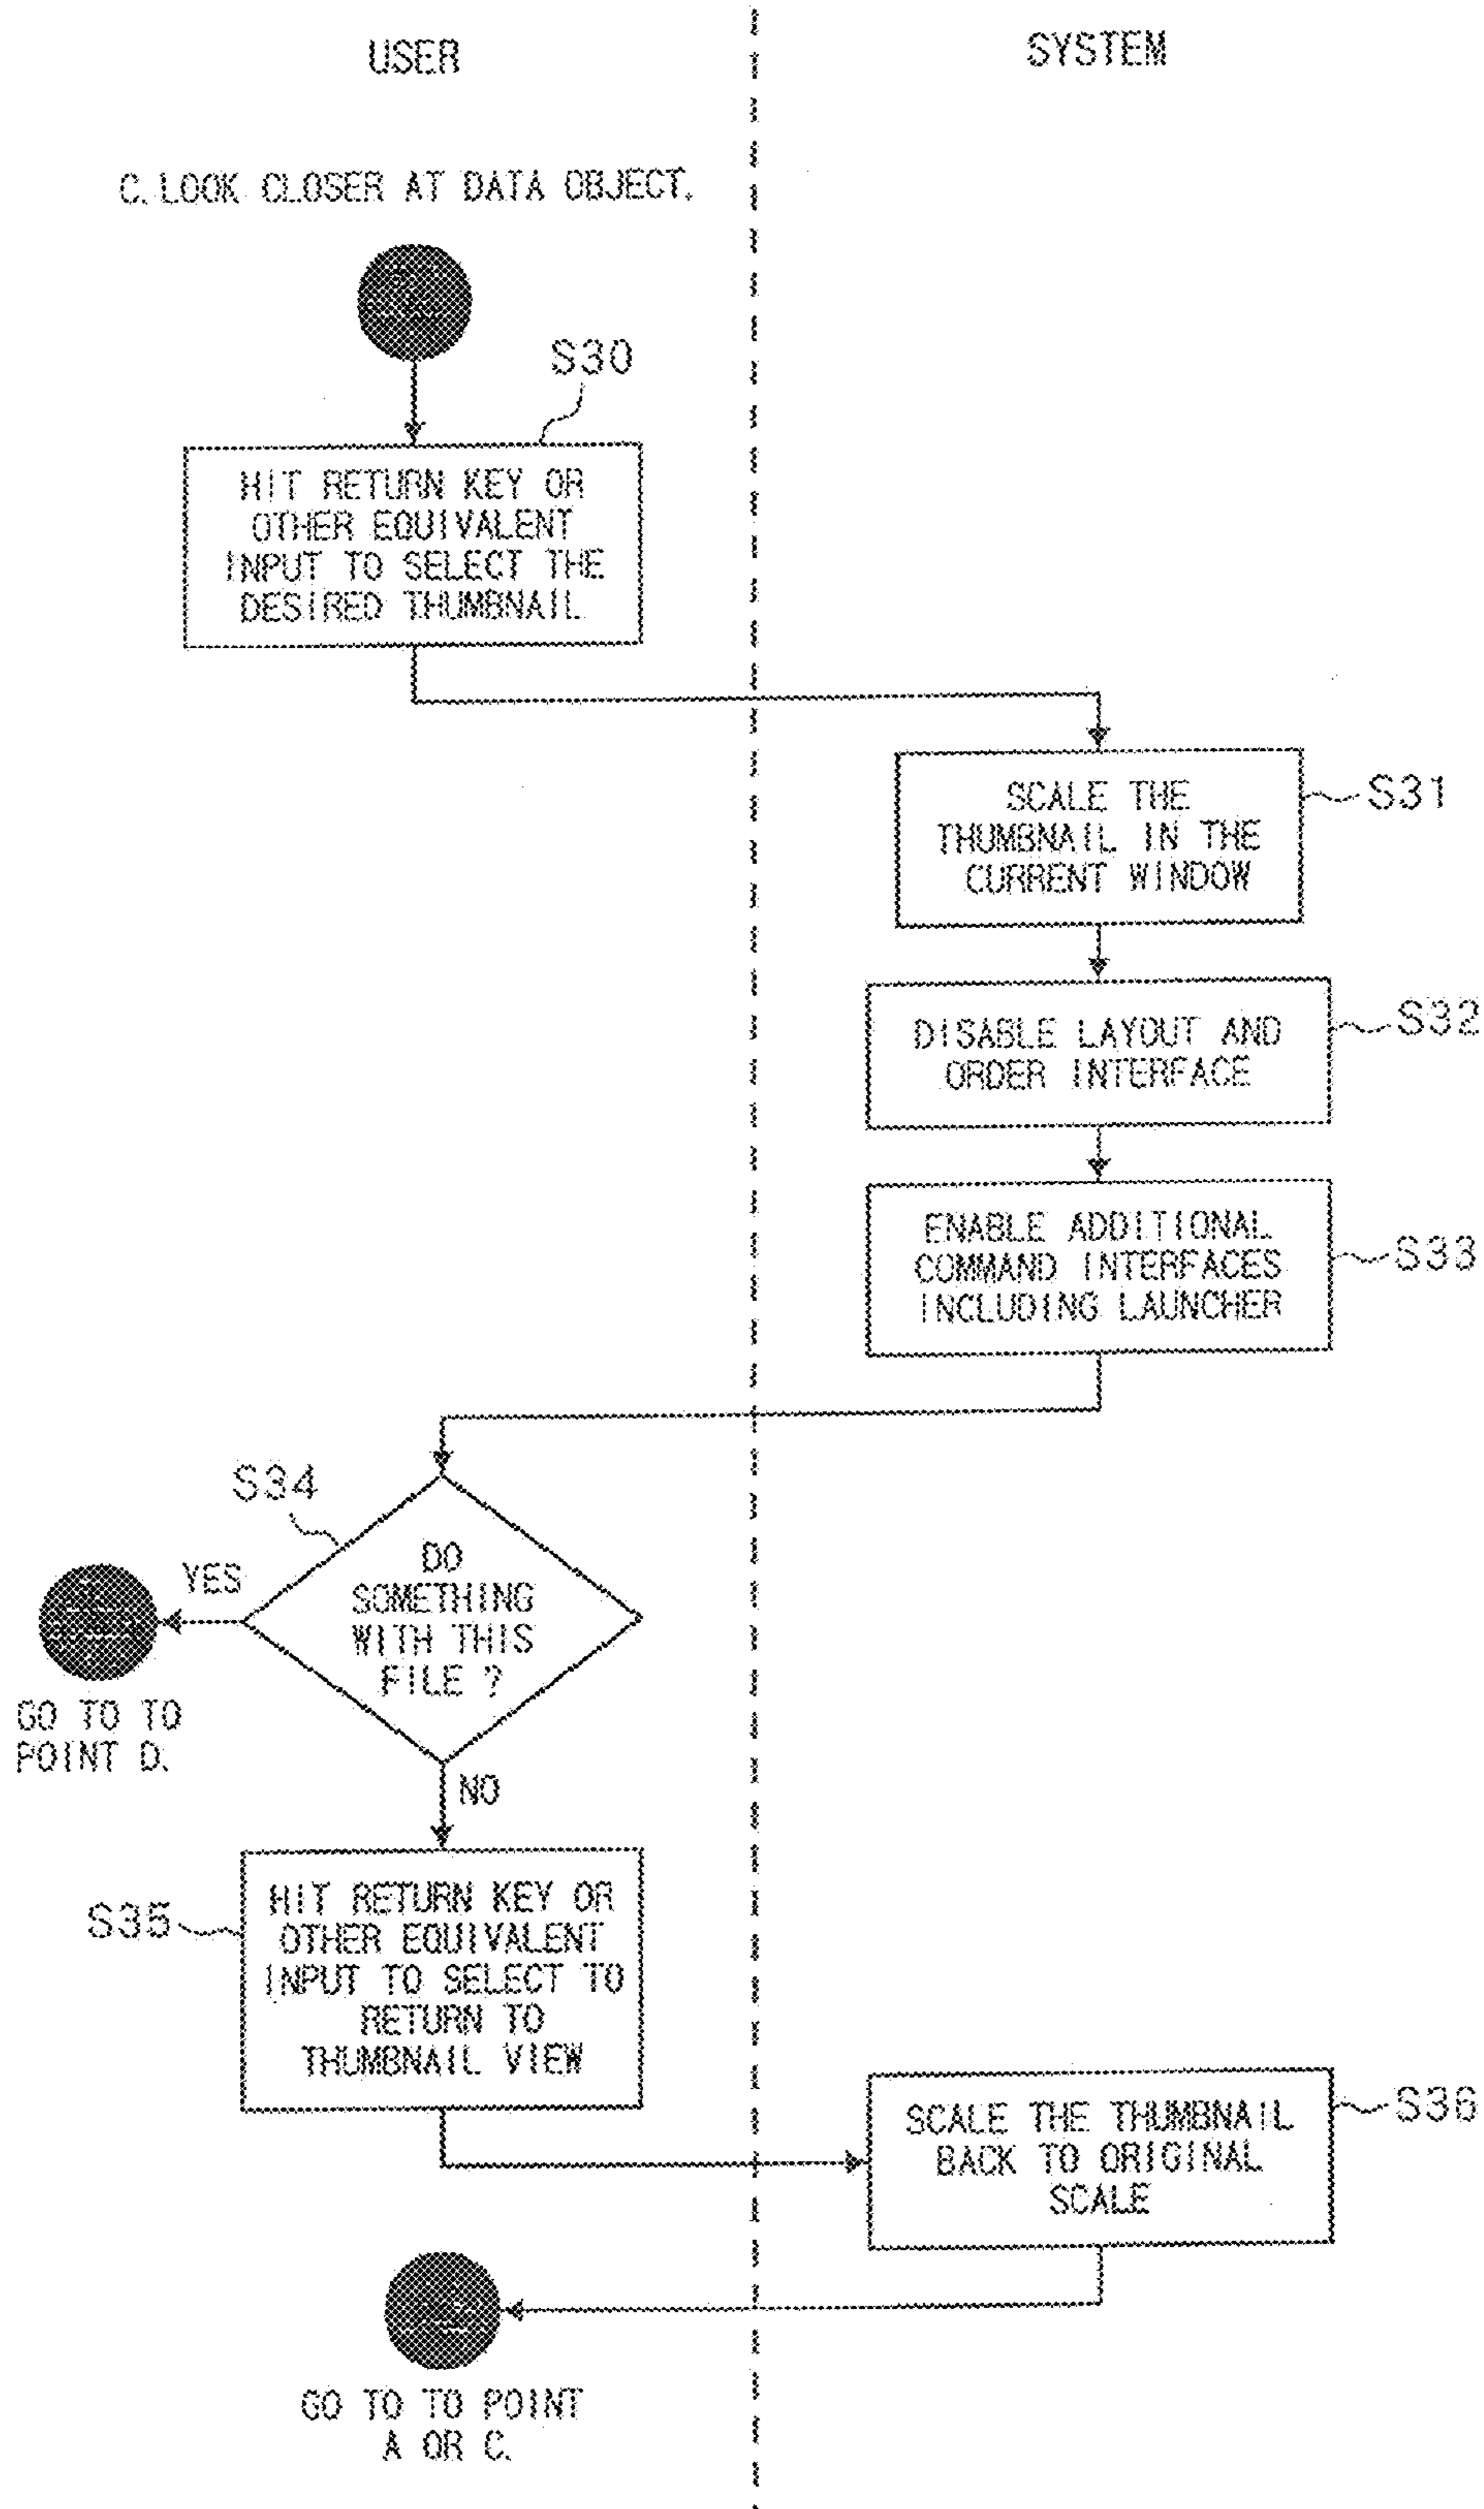 USER
SYSTEM
C. LOOK CLOSER AT DATA OBJECT.
S30
HIT RETURN KEY OR
OTHER EQUIVALENT
INPUT TO SELECT THE
DESIRED THUMBNAIL
SCALE THE
THUMBNAIL IN THE
CURRENT WINDOW
S31
DISABLE LAYOUT AND
ORDER INTERFACE
S32
ENABLE ADDITIONAL
COMMAND INTERFACES
INCLUDING LAUNCHER
S33
S34
DO
SOMETHING
WITH THIS
FILE ?
YES
GO TO TO
POINT D.
NO
S35
HIT RETURN KEY OR
OTHER EQUIVALENT
INPUT TO SELECT TO
RETURN TO
THUMBNAIL VIEW
SCALE THE THUMBNAIL
BACK TO ORIGINAL
SCALE
S36
GO TO TO POINT
A OR C.